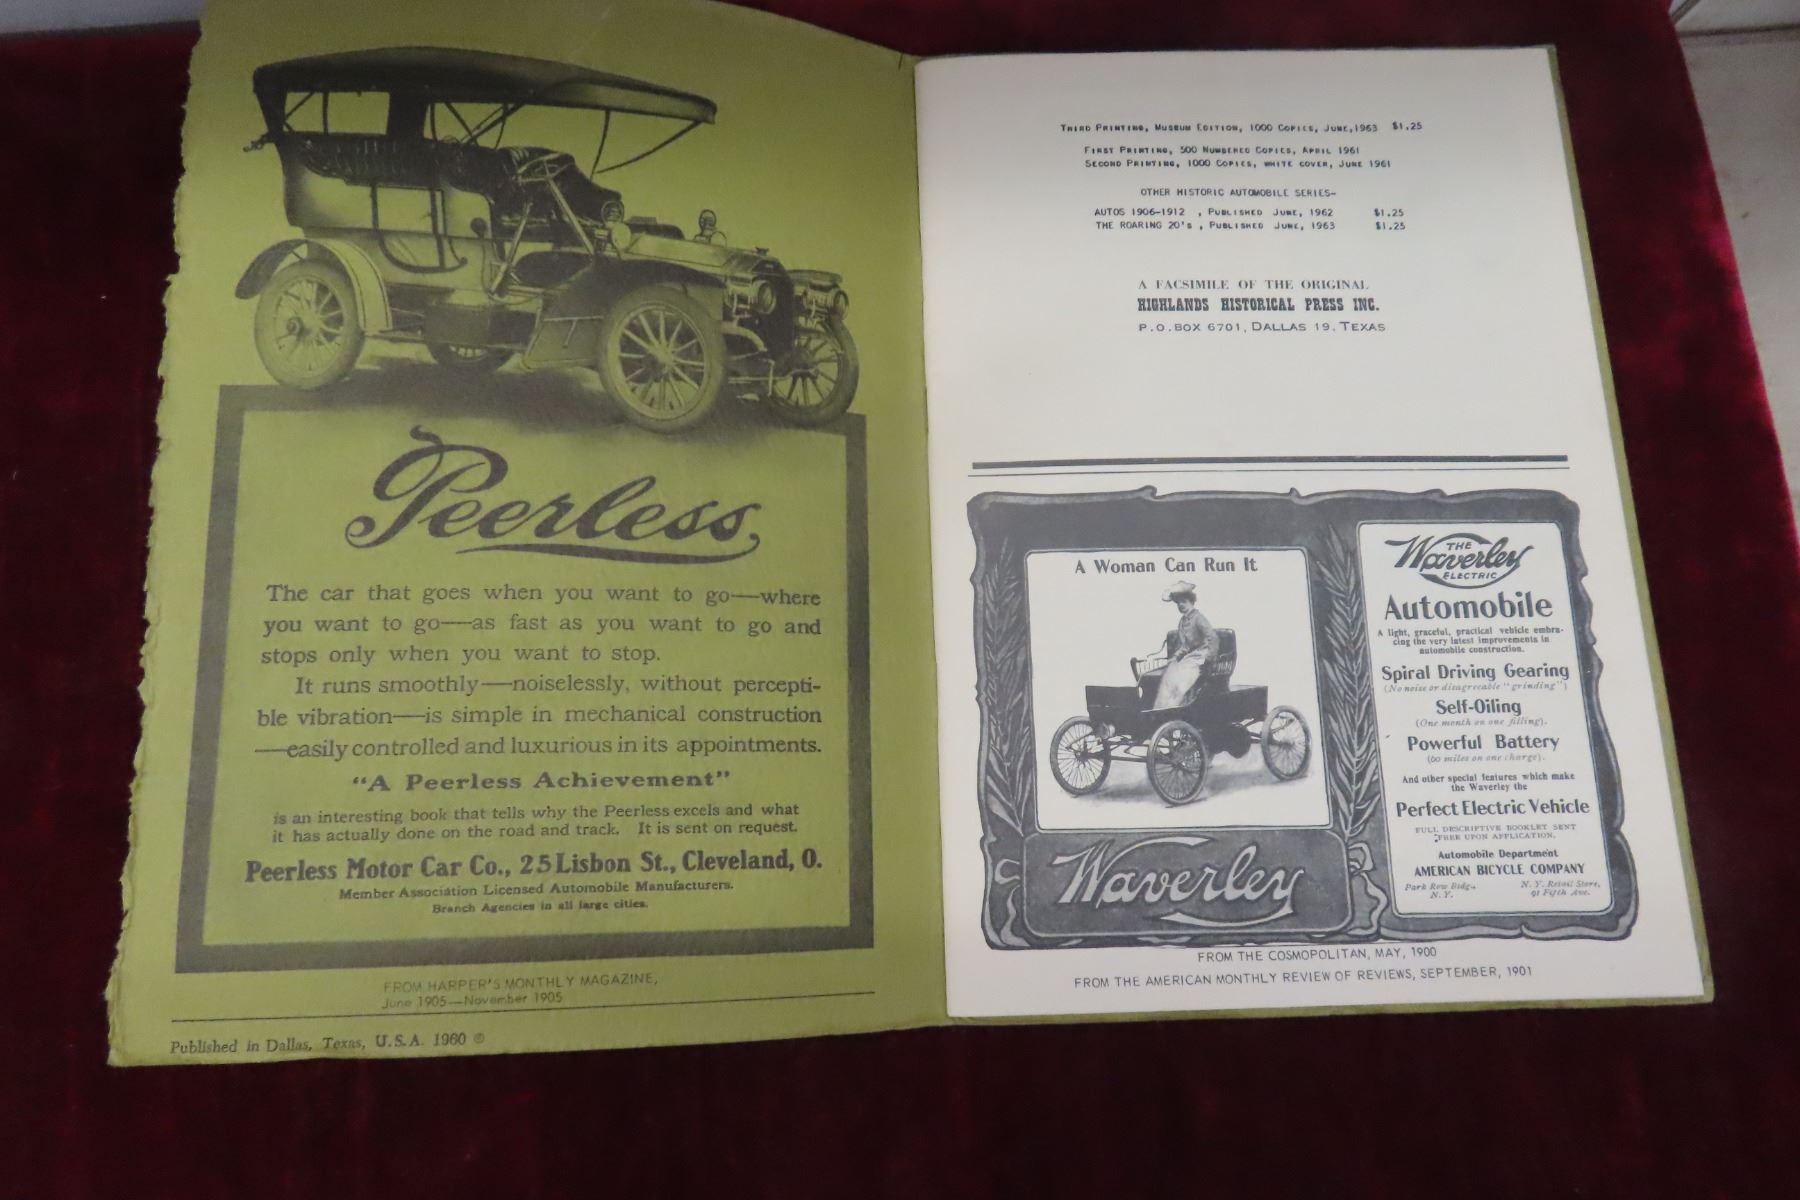 Peerless
The car that goes when you want to go—where
you want to go—as fast as you want to go and
stops only when you want to stop.
It runs smoothly—noiselessly, without percepti-
ble vibration—is simple in mechanical construction
—easily controlled and luxurious in its appointments.
"A Peerless Achievement"
is an interesting book that tells why the Peerless excels and what
it has actually done on the road and track. It is sent on request.
Peerless Motor Car Co., 25 Lisbon St., Cleveland, O.
Member Association Licensed Automobile Manufacturers.
Branch Agencies in all large cities.
FROM HARPER'S MONTHLY MAGAZINE,
June 1905—November 1905
Published in Dallas, Texas, U.S.A. 1960 ©
THIRD PRINTING, MUSEUM EDITION, 1000 COPIES, JUNE, 1963 $1.25
FIRST PRINTING, 500 NUMBERED COPIES, APRIL 1961
SECOND PRINTING, 1000 COPIES, WHITE COVER, JUNE 1961
OTHER HISTORIC AUTOMOBILE SERIES-
AUTOS 1906-1912 , PUBLISHED JUNE, 1962 $1.25
THE ROARING 20's , PUBLISHED JUNE, 1963 $1.25
A FACSIMILE OF THE ORIGINAL
HIGHLANDS HISTORICAL PRESS INC.
P.O. BOX 6701, DALLAS 19, TEXAS
A Woman Can Run It
Waverley
THE
Waverley
ELECTRIC
Automobile
A light, graceful, practical vehicle embra-
cing the very latest improvements in
automobile construction.
Spiral Driving Gearing
(No noise or disagreeable "grinding")
Self-Oiling
(One month on one filling).
Powerful Battery
(60 miles on one charge).
And other special features which make
the Waverley the
Perfect Electric Vehicle
FULL DESCRIPTIVE BOOKLET SENT
FREE UPON APPLICATION.
Automobile Department
AMERICAN BICYCLE COMPANY
Park Row Bldg., N. Y. Retail Store,
N. Y. 91 Fifth Ave.
FROM THE COSMOPOLITAN, MAY, 1900
FROM THE AMERICAN MONTHLY REVIEW OF REVIEWS, SEPTEMBER, 1901